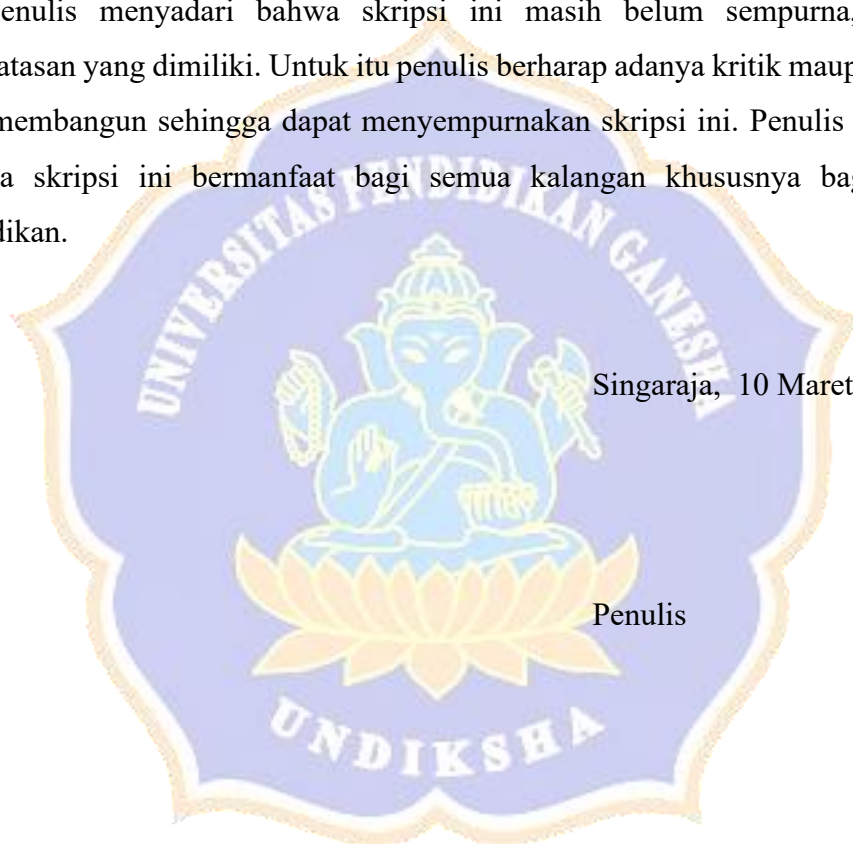 enulis menyadari bahwa skripsi ini masih belum sempurna,
atasan yang dimiliki. Untuk itu penulis berharap adanya kritik maup
membangun sehingga dapat menyempurnakan skripsi ini. Penulis
a skripsi ini bermanfaat bagi semua kalangan khususnya bag
dikan.
UNIVERSITAS PENDIDIKAN GANESHA
Singaraja, 10 Maret
Penulis
UNDIKSHA